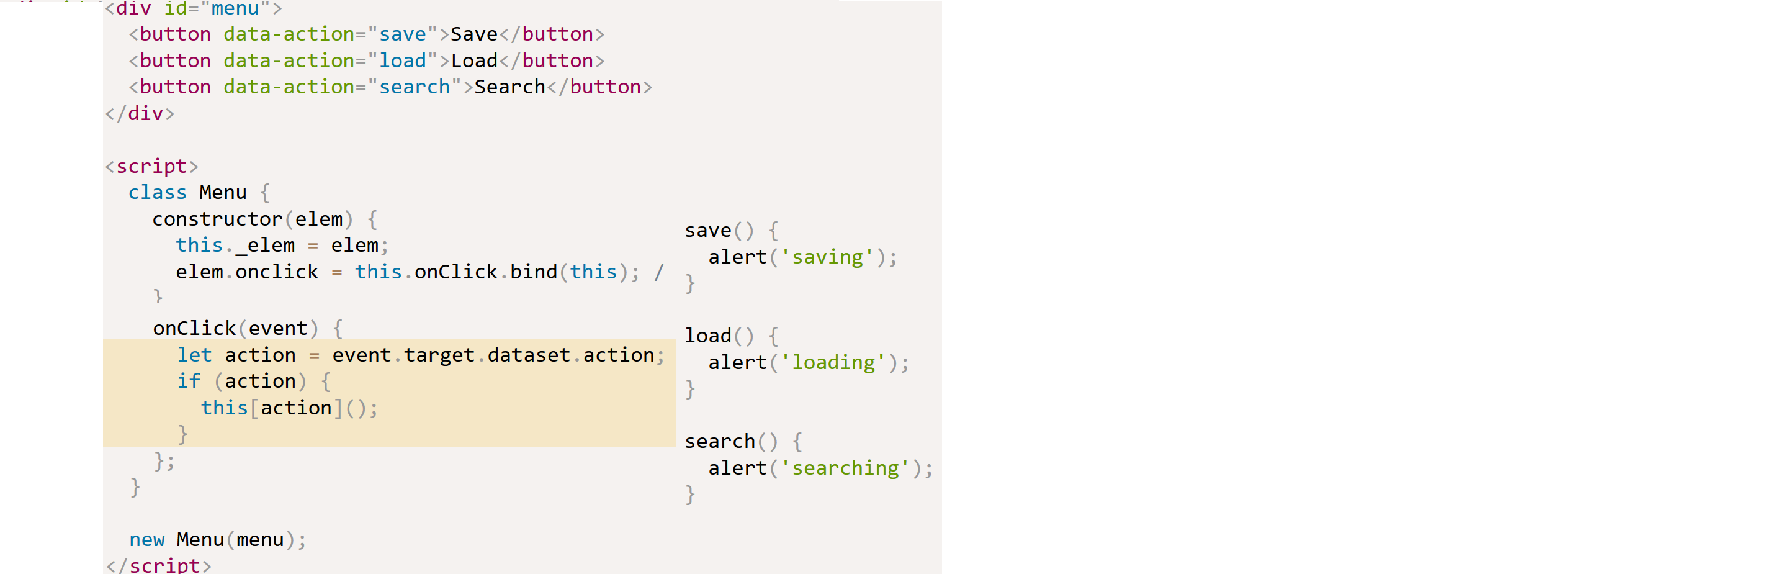 <div id="menu">
  <button data-action="save">Save</button>
  <button data-action="load">Load</button>
  <button data-action="search">Search</button>
</div>
<script>
  class Menu {
    constructor(elem) {
      this._elem = elem;
      elem.onclick = this.onClick.bind(this); /
    }
    onClick(event) {
      let action = event.target.dataset.action;
      if (action) {
        this[action]();
      }
    };
  }
  new Menu(menu);
</script>
save() {
  alert('saving');
}
load() {
  alert('loading');
}
search() {
  alert('searching');
}